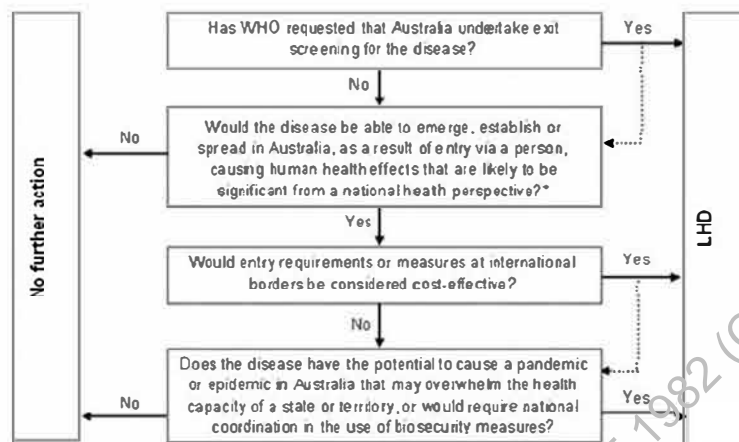 Has WHO requested that Australia undertake exit
screening for the disease?
Yes
No
Would the disease be able to emerge, establish or
spread in Australia, as a result of entry via a person,
causing human health effects that are likely to be
significant from a national heath perspective?*
No
Yes
Would entry requirements or measures at international
borders be considered cost-effective?
Yes
No
Does the disease have the potential to cause a pandemic
or epidemic in Australia that may overwhelm the health
capacity of a state or territory, or would require national
coordination in the use of biosecurity measures?
No
Yes
No further action
LHD
1982 (C